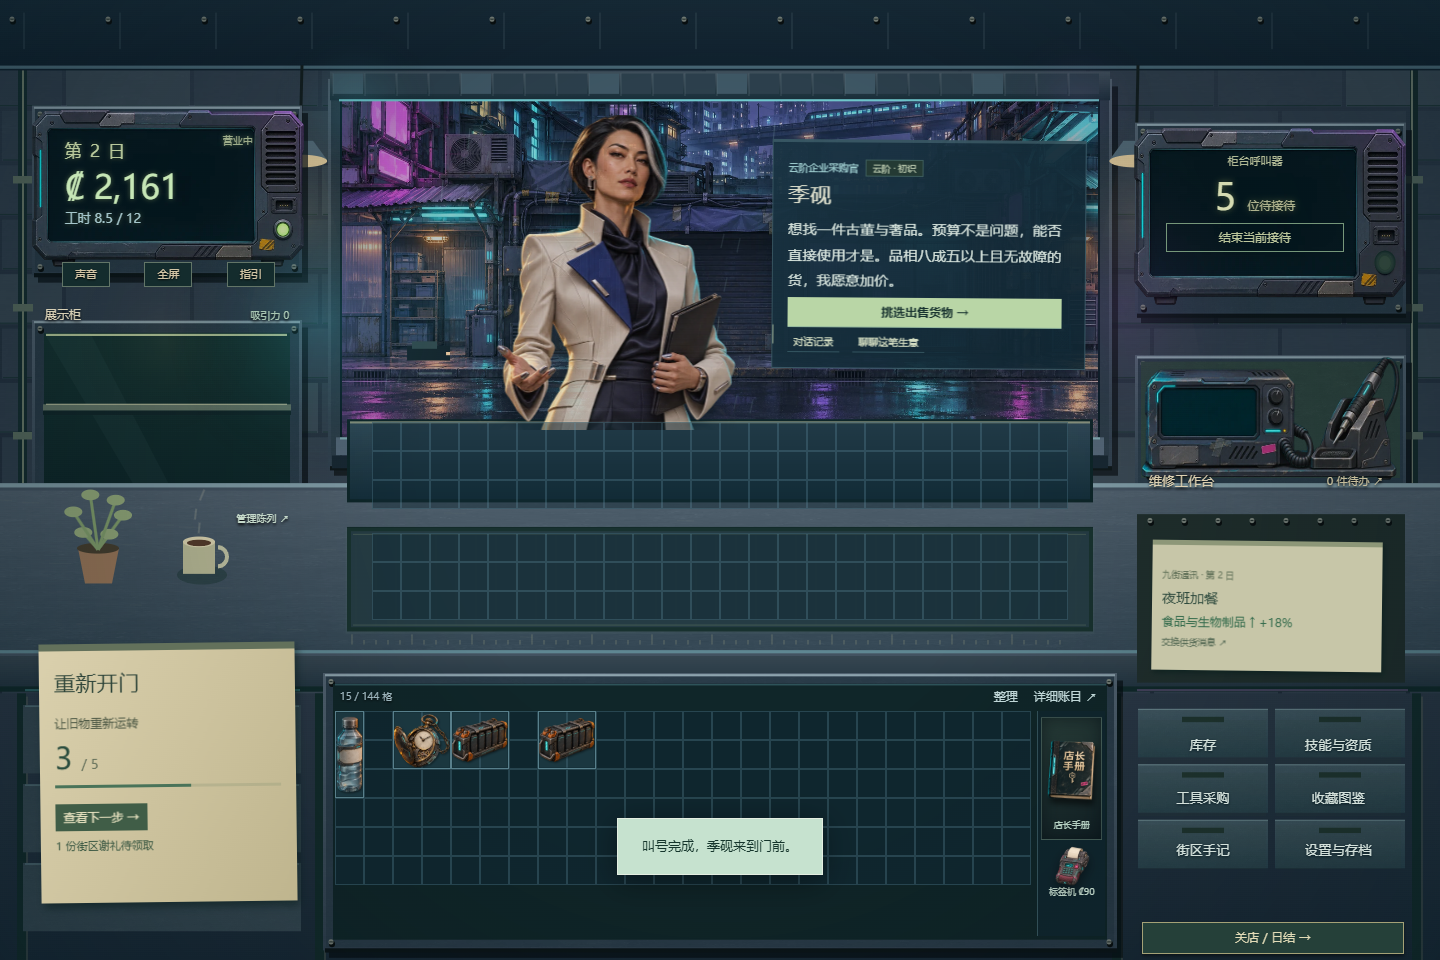 第 2 日
营业中
₡ 2,161
工时 8.5 / 12
声音
全屏
指引
展示柜
吸引力 0
管理陈列 ↗
云阶企业采购官
云阶 · 初识
季砚
想找一件古董与奢品。预算不是问题，能否
直接使用才是。品相八成五以上且无故障的
货，我愿意加价。
挑选出售货物 →
对话记录
聊聊这笔生意
柜台呼叫器
5 位待接待
结束当前接待
维修工作台
0 件待办 ↗
九街通讯 · 第 2 日
夜班加餐
食品与生物制品 ↑ +18%
交换供货消息 ↗
重新开门
让旧物重新运转
3 / 5
查看下一步 →
1 份街区谢礼待领取
15 / 144 格
整理
详细账目 ↗
店长
手册
店长手册
标签机 ₡90
叫号完成，季砚来到门前。
库存
技能与资质
工具采购
收藏图鉴
街区手记
设置与存档
关店 / 日结 →